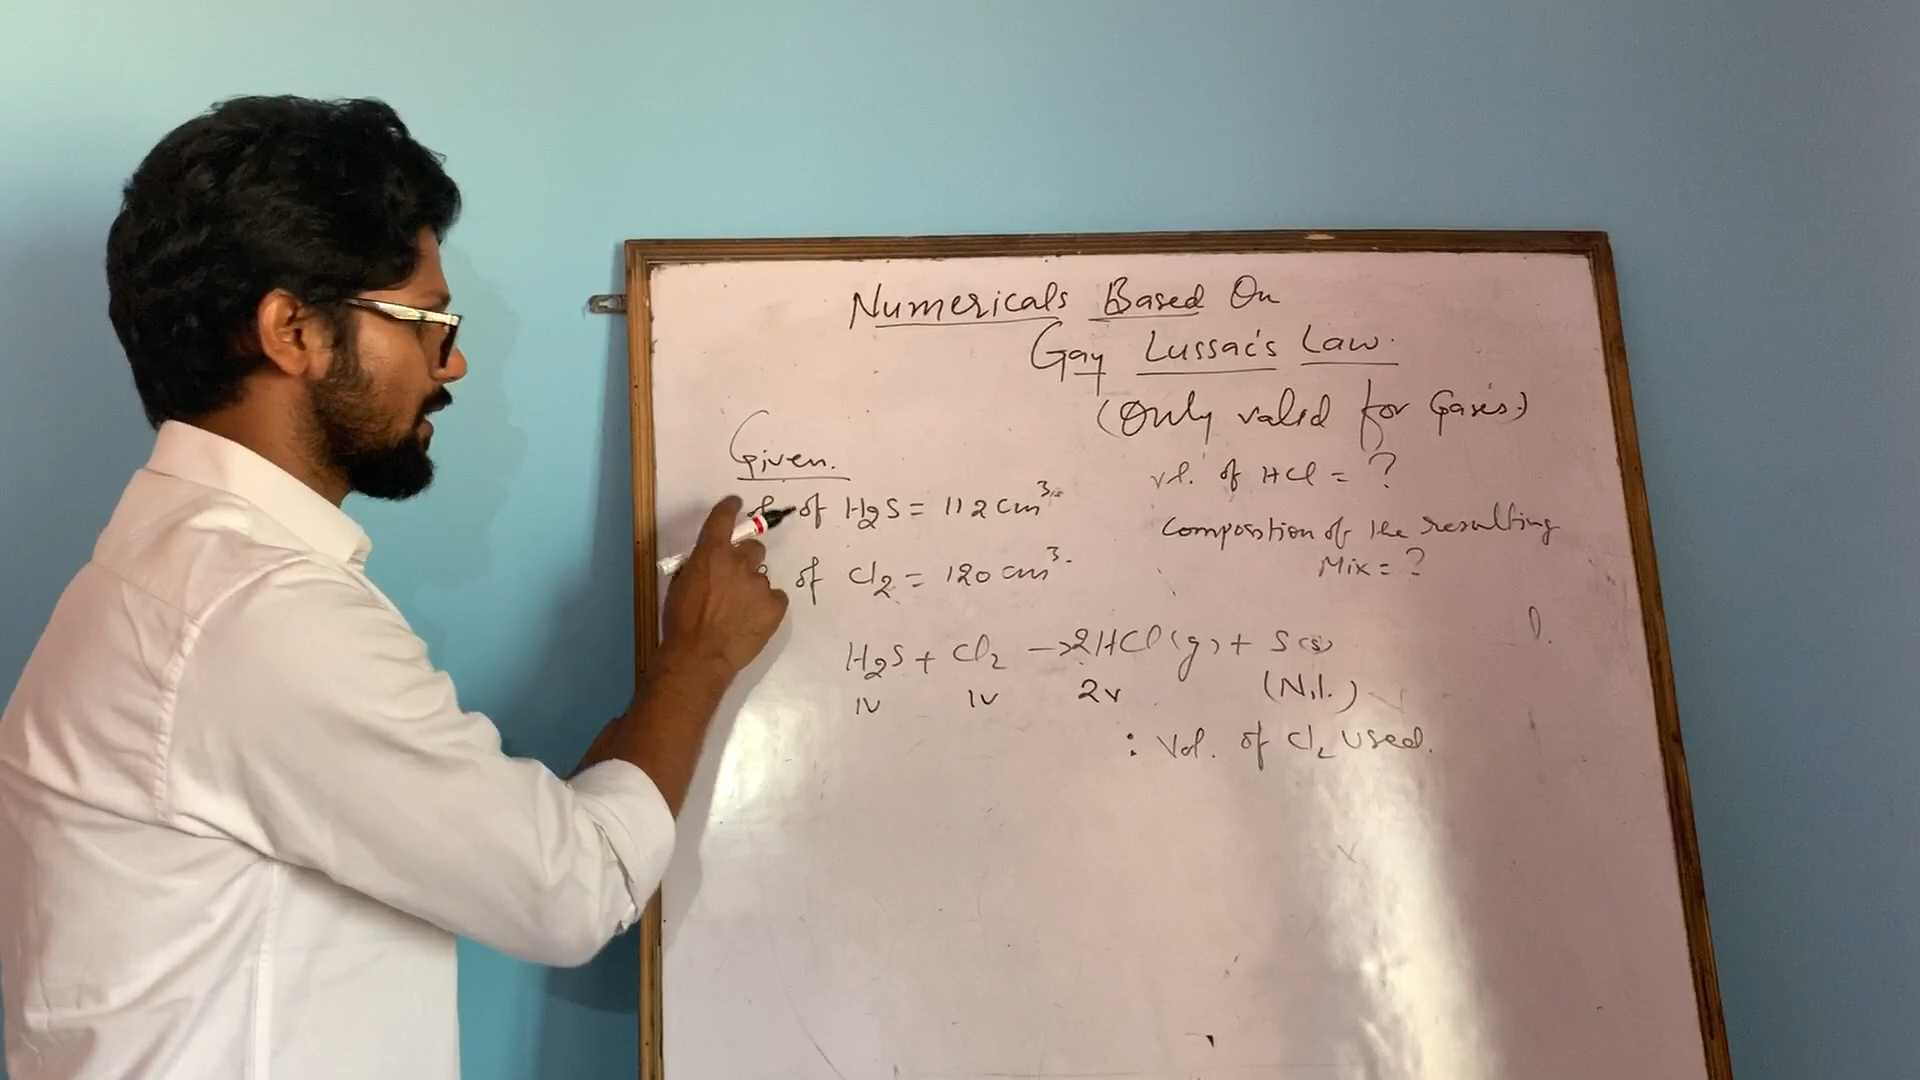 Numericals Based On
Gay Lussac's Law.
(Only valid for Gases.)
Given.
of H2S = 112 cm³
of Cl2 = 120 cm³.
vol. of HCl = ?
Composition of the resulting
Mix = ?
H2S + Cl2 → 2HCl(g) + S(s)
1V 1V 2V (Nil.)
: Vol. of Cl2 Used.